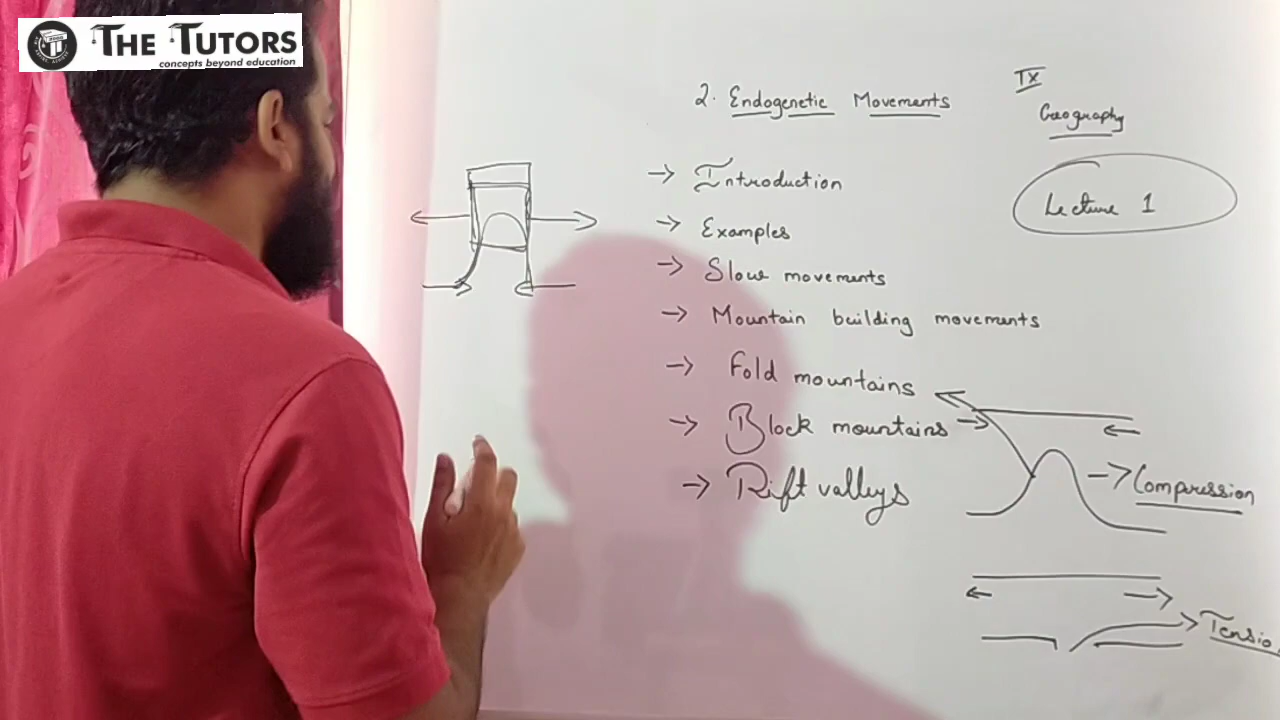 THE TUTORS
concepts beyond education
2. Endogenetic Movements
IX
Geography
Lecture 1
→ Introduction
→ Examples
→ Slow movements
→ Mountain building movements
→ Fold mountains
→ Block mountains
→ Rift valleys
→ Compression
Tension